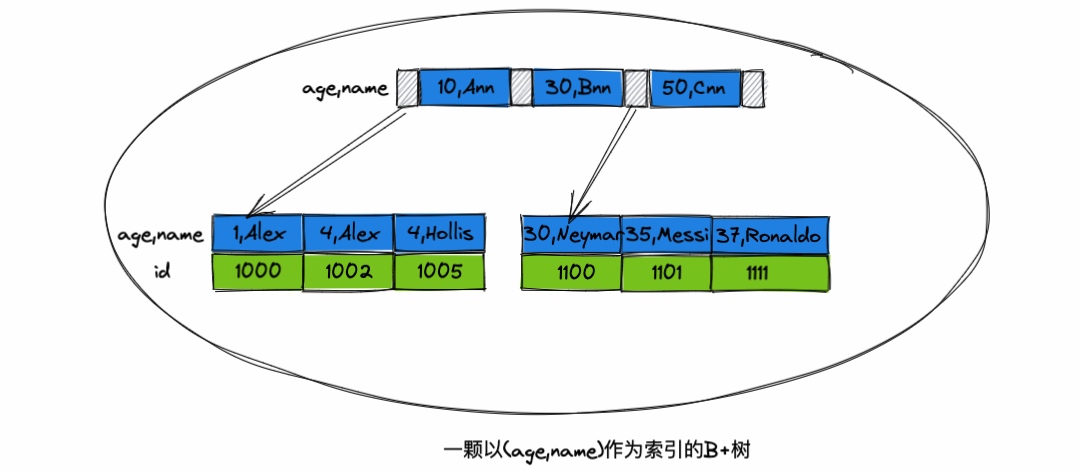 age,name 10,Ann 30,Bnn 50,Cnn
age,name 1,Alex 4,Alex 4,Hollis 30,Neymar 35,Messi 37,Ronaldo
id 1000 1002 1005 1100 1101 1111
一颗以(age,name)作为索引的B+树